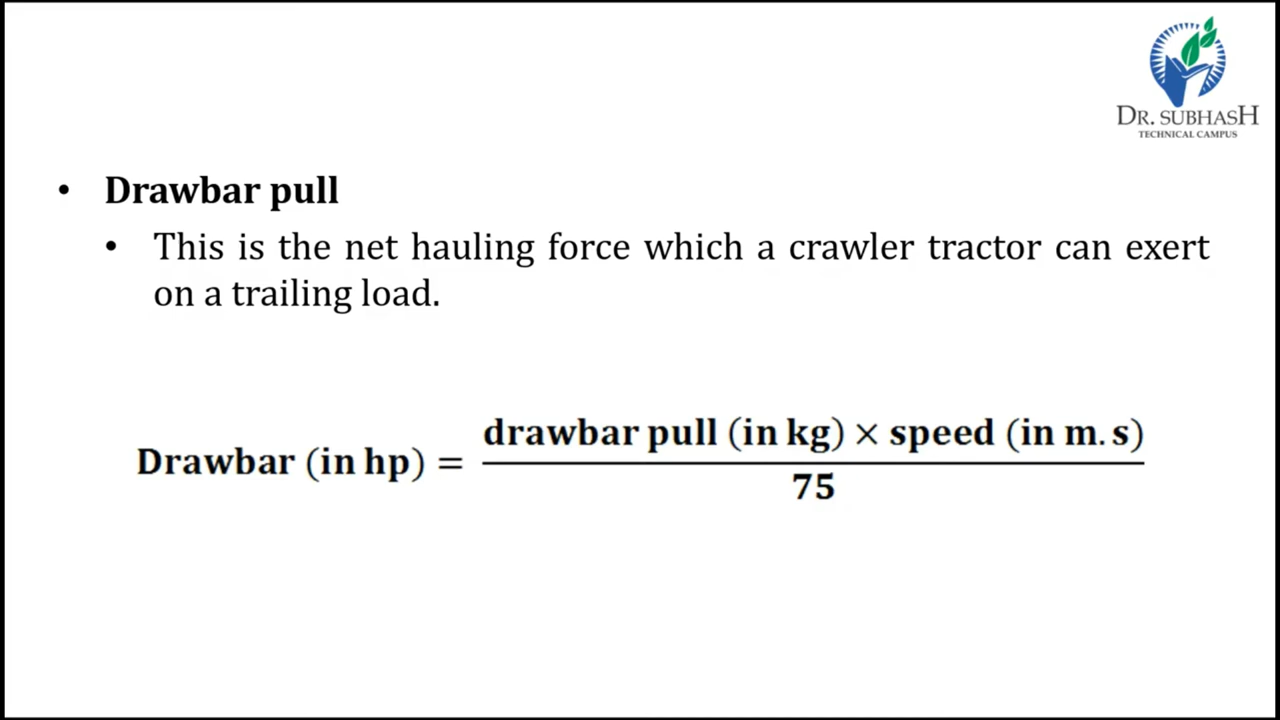 DR. SUBHASH
TECHNICAL CAMPUS
• Drawbar pull
• This is the net hauling force which a crawler tractor can exert
on a trailing load.
Drawbar (in hp) = drawbar pull (in kg) × speed (in m. s)
75